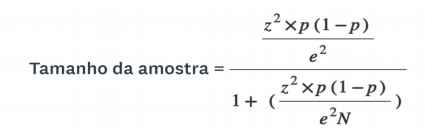 z² × p (1 − p)
e²
Tamanho da amostra =
1 + ( z² × p (1 − p) )
e²N